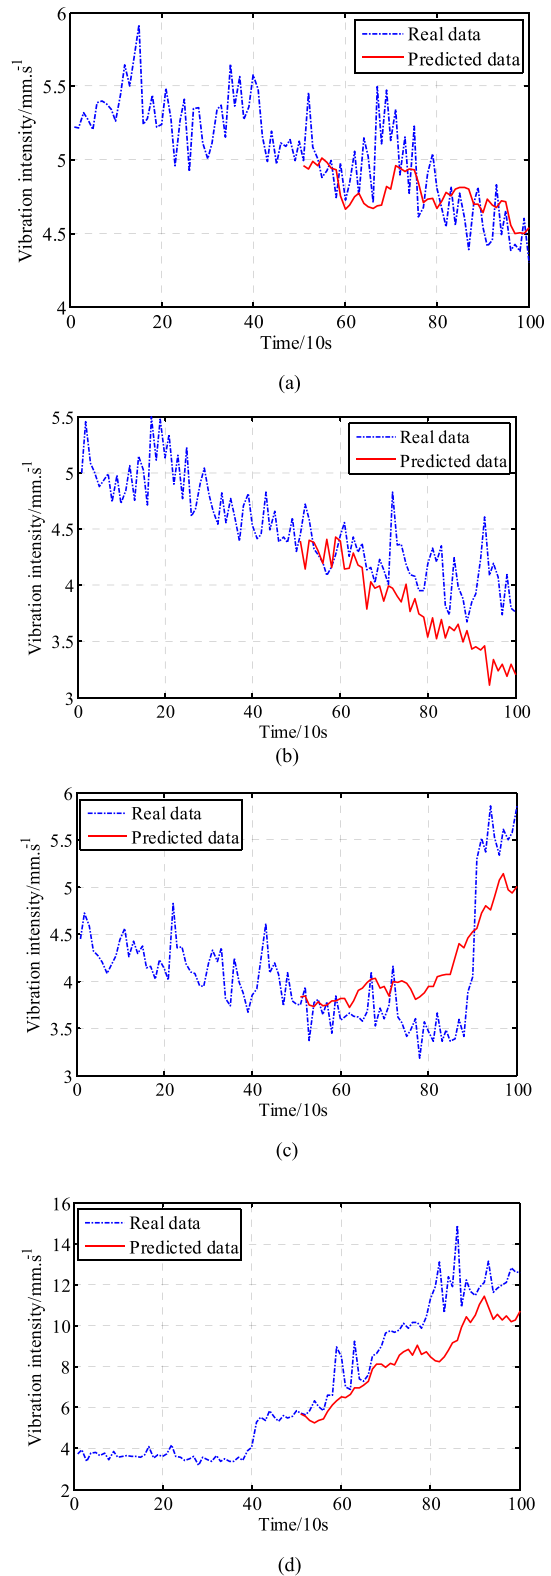 6
5.5
5
4.5
4
Vibration intensity/mm.s-1
Real data
Predicted data
0 20 40 60 80 100
Time/10s
(a)
5.5
5
4.5
4
3.5
3
Vibration intensity/mm.s-1
Real data
Predicted data
0 20 40 60 80 100
Time/10s
(b)
6
5.5
5
4.5
4
3.5
3
Vibration intensity/mm.s-1
Real data
Predicted data
0 20 40 60 80 100
Time/10s
(c)
16
14
12
10
8
6
4
2
Vibration intensity/mm.s-1
Real data
Predicted data
0 20 40 60 80 100
Time/10s
(d)